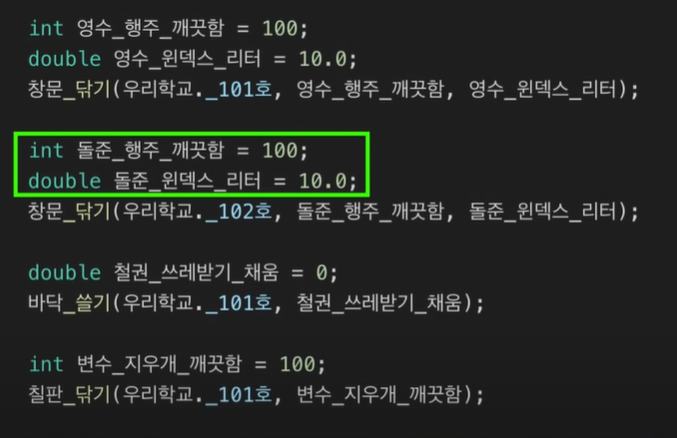 int 영수_행주_깨끗함 = 100;
double 영수_윈덱스_리터 = 10.0;
창문_닦기(우리학교._101호, 영수_행주_깨끗함, 영수_윈덱스_리터);
int 돌준_행주_깨끗함 = 100;
double 돌준_윈덱스_리터 = 10.0;
창문_닦기(우리학교._102호, 돌준_행주_깨끗함, 돌준_윈덱스_리터);
double 철권_쓰레받기_채움 = 0;
바닥_쓸기(우리학교._101호, 철권_쓰레받기_채움);
int 변수_지우개_깨끗함 = 100;
칠판_닦기(우리학교._101호, 변수_지우개_깨끗함);